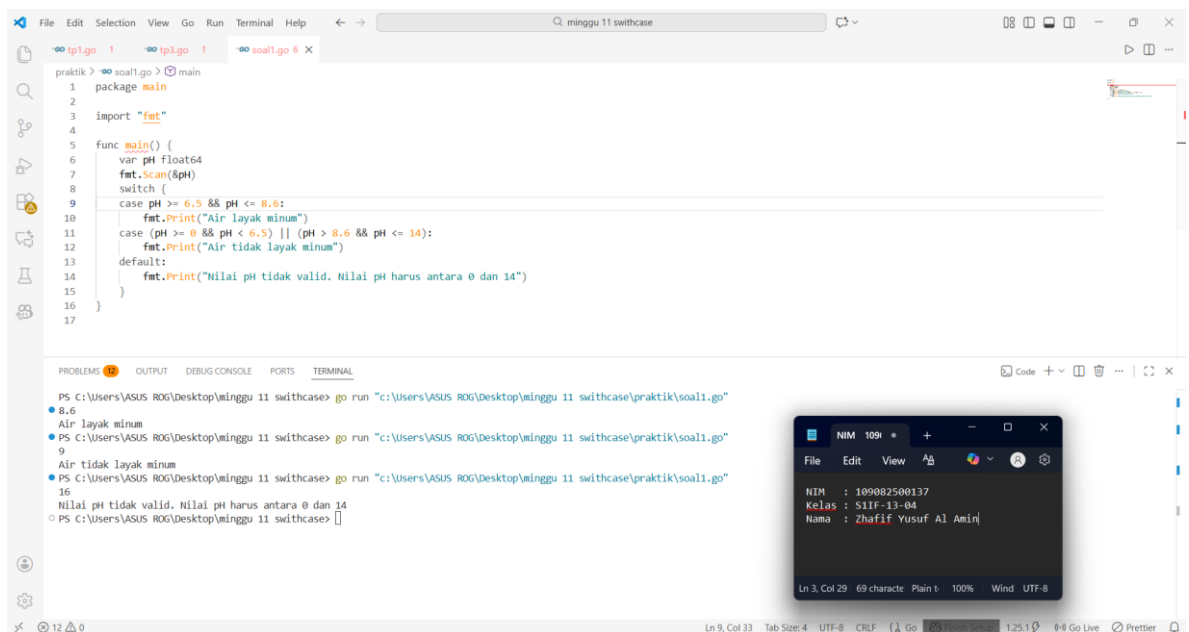 File Edit Selection View Go Run Terminal Help
minggu 11 swithcase
tp1.go 1 tp3.go 1 soal1.go 6
praktik > soal1.go > main
1 package main
2
3 import "fmt"
4
5 func main() {
6 var pH float64
7 fmt.Scan(&pH)
8 switch {
9 case pH >= 6.5 && pH <= 8.6:
10 fmt.Print("Air layak minum")
11 case (pH >= 0 && pH < 6.5) || (pH > 8.6 && pH <= 14):
12 fmt.Print("Air tidak layak minum")
13 default:
14 fmt.Print("Nilai pH tidak valid. Nilai pH harus antara 0 dan 14")
15 }
16 }
17
PROBLEMS 12 OUTPUT DEBUG CONSOLE PORTS TERMINAL
Code
PS C:\Users\ASUS ROG\Desktop\minggu 11 swithcase> go run "c:\Users\ASUS ROG\Desktop\minggu 11 swithcase\praktik\soal1.go"
8.6
Air layak minum
PS C:\Users\ASUS ROG\Desktop\minggu 11 swithcase> go run "c:\Users\ASUS ROG\Desktop\minggu 11 swithcase\praktik\soal1.go"
9
Air tidak layak minum
PS C:\Users\ASUS ROG\Desktop\minggu 11 swithcase> go run "c:\Users\ASUS ROG\Desktop\minggu 11 swithcase\praktik\soal1.go"
16
Nilai pH tidak valid. Nilai pH harus antara 0 dan 14
PS C:\Users\ASUS ROG\Desktop\minggu 11 swithcase>
NIM 109
File Edit View
NIM : 109082500137
Kelas : S1IF-13-04
Nama : Zhafif Yusuf Al Amin
Ln 3, Col 29 69 characte Plain t 100% Wind UTF-8
12 0
Ln 9, Col 33 Tab Size: 4 UTF-8 CRLF Go Finish Setup 1.25.1 Go Live Prettier